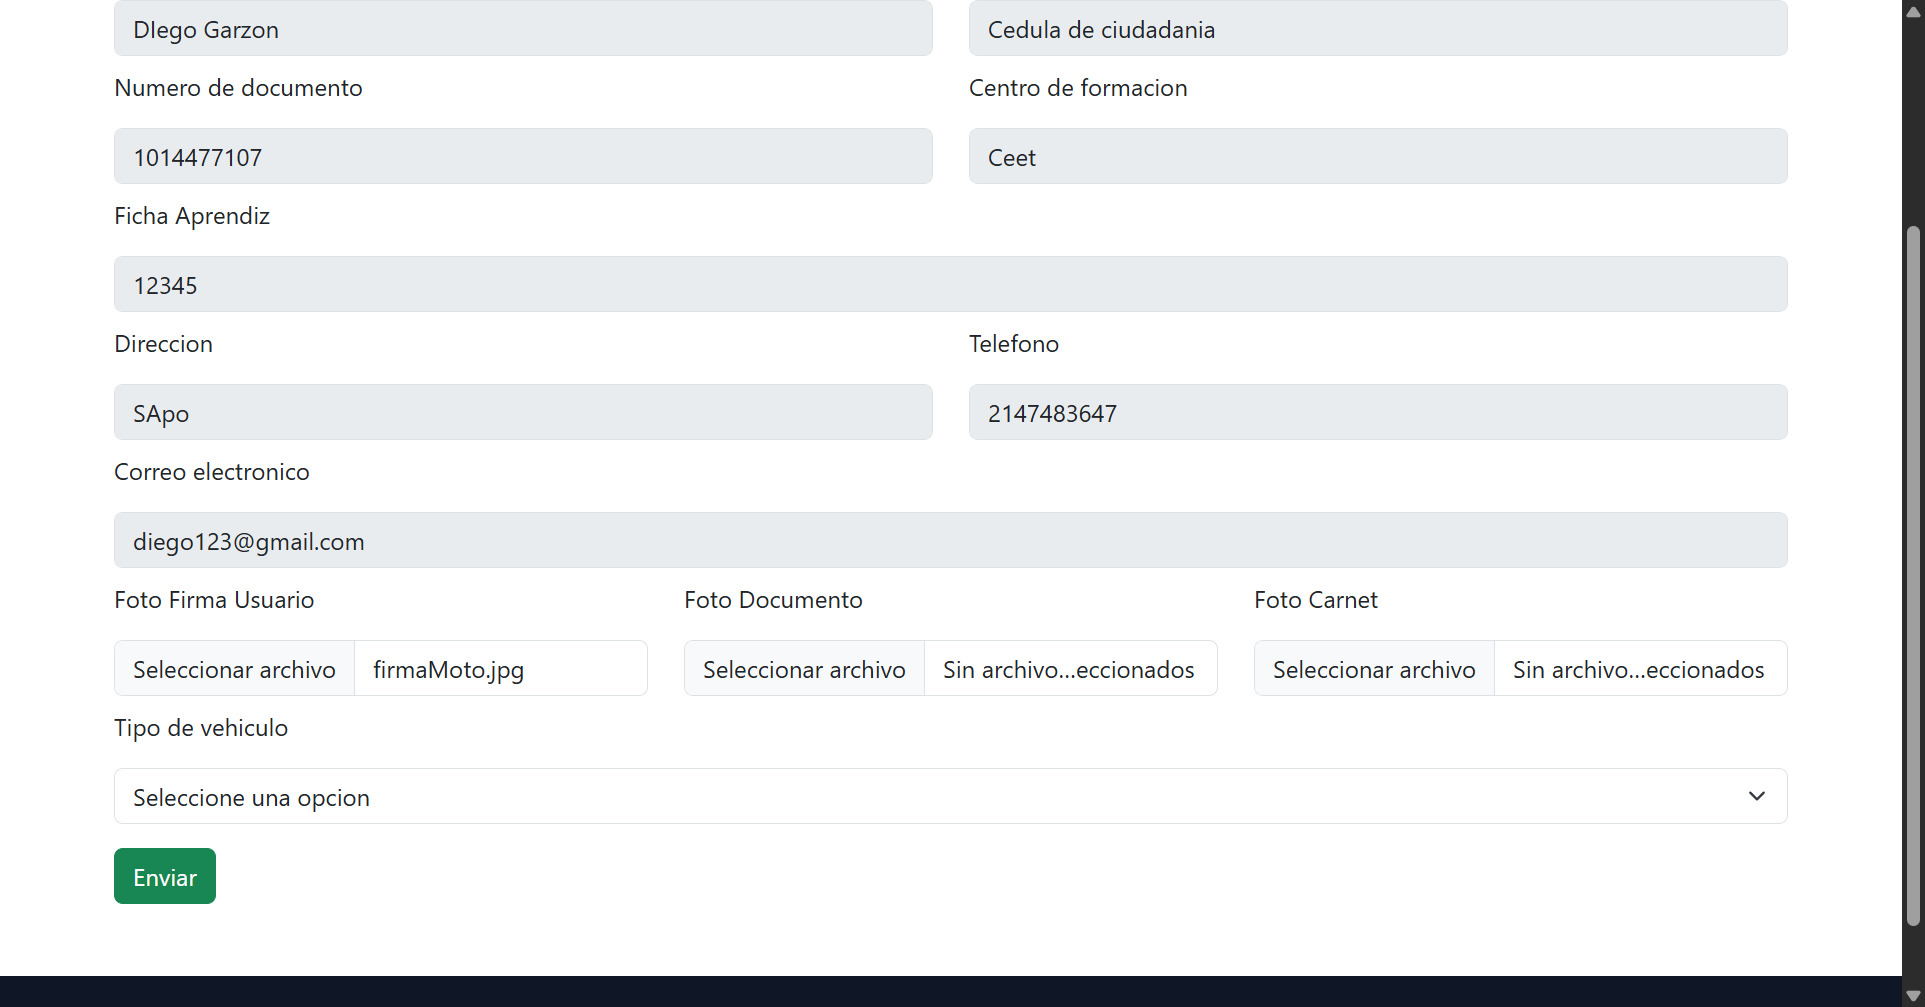 DIego Garzon
Cedula de ciudadania
Numero de documento
Centro de formacion
1014477107
Ceet
Ficha Aprendiz
12345
Direccion
Telefono
SApo
2147483647
Correo electronico
diego123@gmail.com
Foto Firma Usuario
Foto Documento
Foto Carnet
Seleccionar archivo firmaMoto.jpg
Seleccionar archivo Sin archivo...eccionados
Seleccionar archivo Sin archivo...eccionados
Tipo de vehiculo
Seleccione una opcion
Enviar